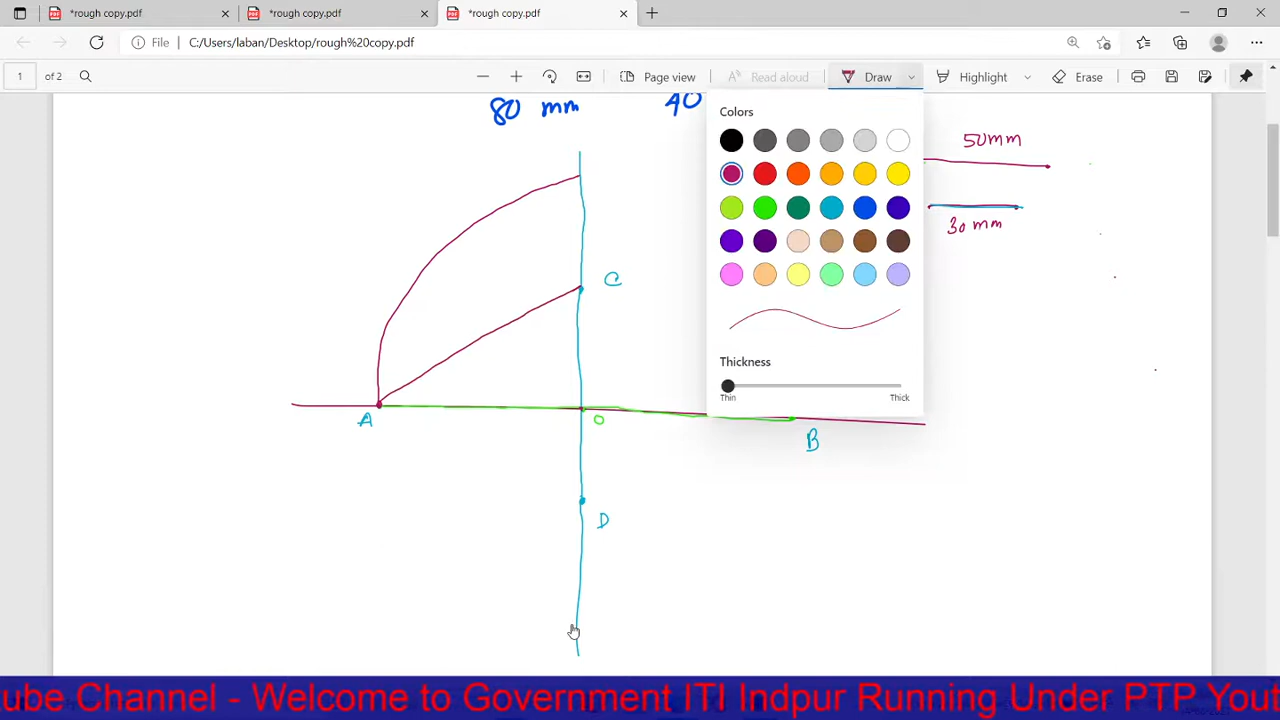 *rough copy.pdf
*rough copy.pdf
*rough copy.pdf
File
C:/Users/laban/Desktop/rough%20copy.pdf
1
of 2
Page view
Read aloud
Draw
Highlight
Erase
80 mm
40
Colors
50mm
30 mm
C
Thickness
Thin
Thick
A
O
B
D
tube Channel - Welcome to Government ITI Indpur Running Under PTP Yout